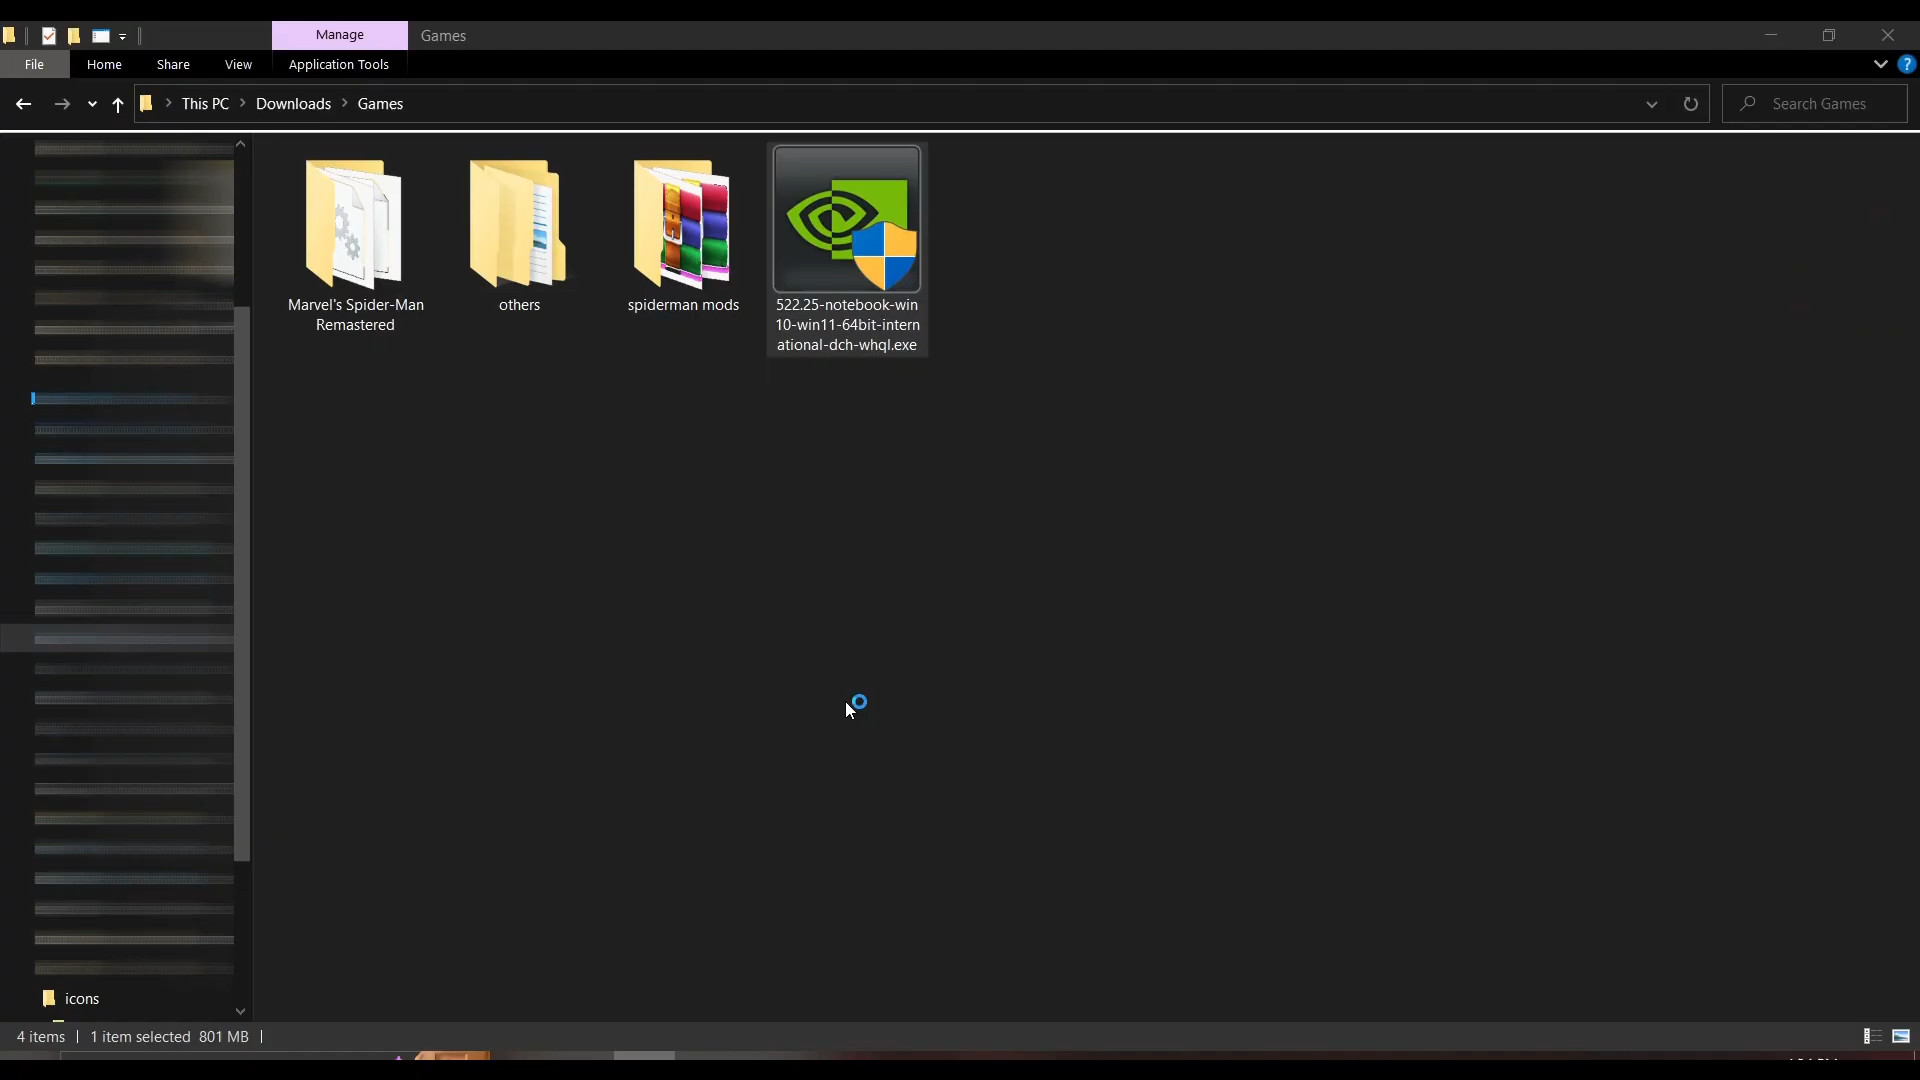 Manage
Games
File
Home
Share
View
Application Tools
This PC
Downloads
Games
Search Games
Marvel's Spider-Man
Remastered
others
spiderman mods
522.25-notebook-win
10-win11-64bit-intern
ational-dch-whql.exe
icons
4 items
1 item selected 801 MB